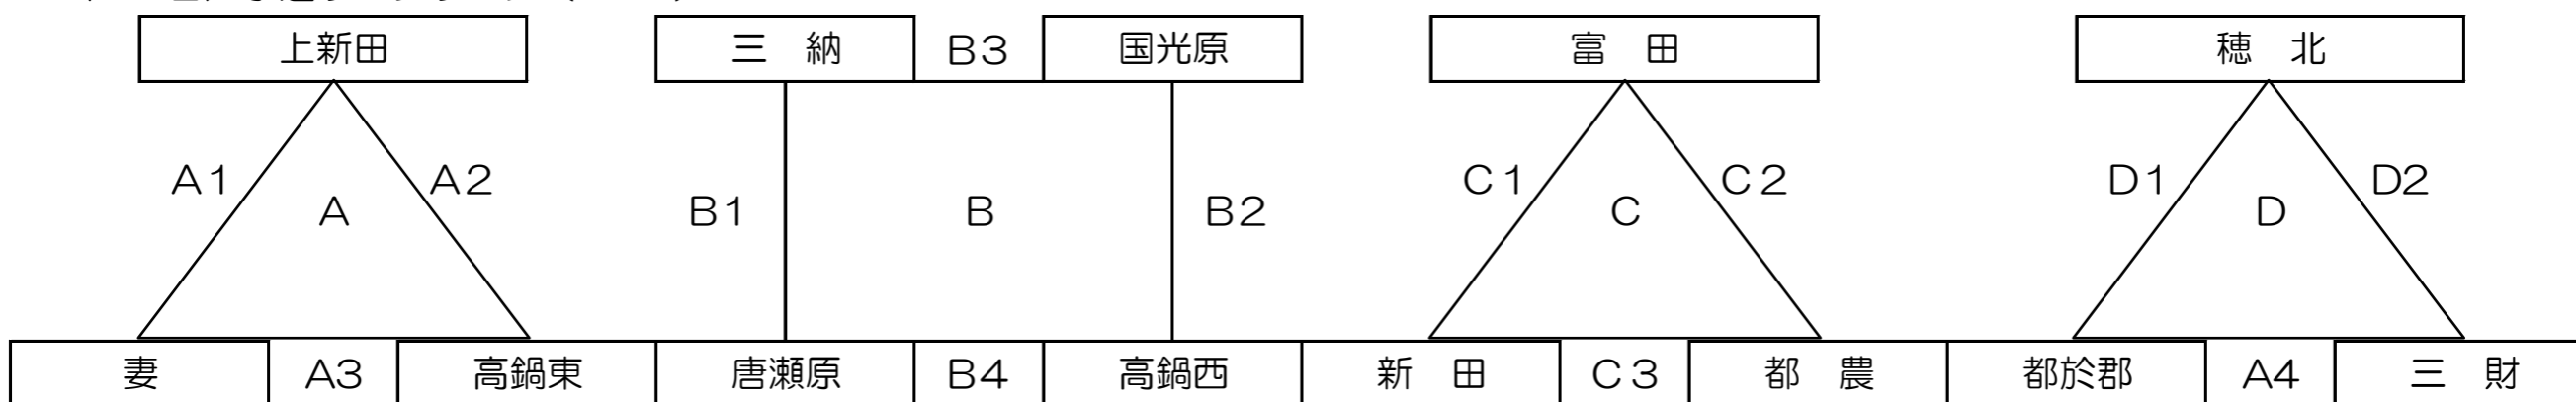 上新田 三 納 B3 国光原 富 田 穂 北
A1 A2 C1 C2 D1 D2
A B1 B B2 C D
妻 A3 高鍋東 唐瀬原 B4 高鍋西 新 田 C3 都 農 都於郡 A4 三 財